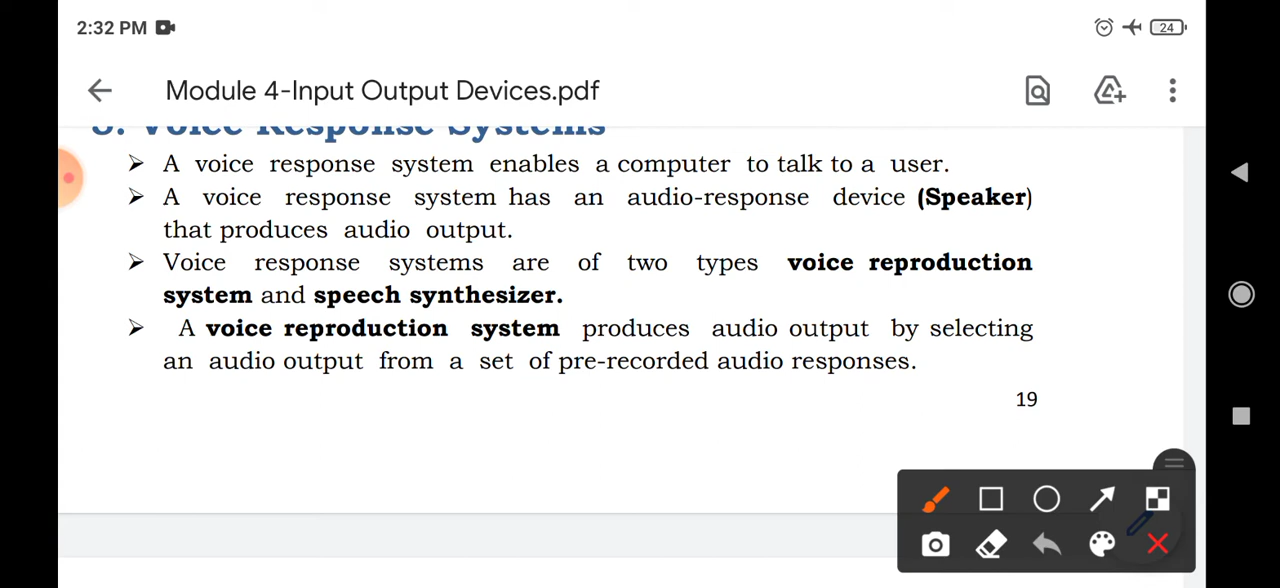 2:32 PM
24
Module 4-Input Output Devices.pdf
Voice Response Systems
➢ A voice response system enables a computer to talk to a user.
➢ A voice response system has an audio-response device (Speaker)
that produces audio output.
➢ Voice response systems are of two types voice reproduction
system and speech synthesizer.
➢ A voice reproduction system produces audio output by selecting
an audio output from a set of pre-recorded audio responses.
19